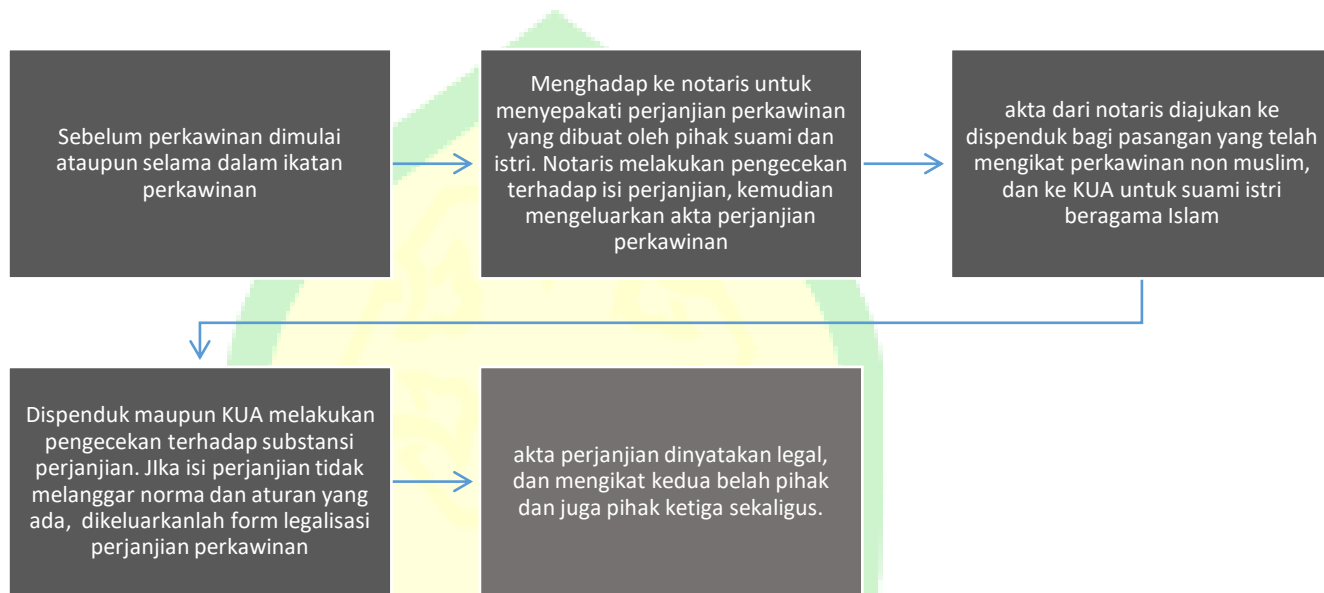 Sebelum perkawinan dimulai
ataupun selama dalam ikatan
perkawinan
Menghadap ke notaris untuk
menyepakati perjanjian perkawinan
yang dibuat oleh pihak suami dan
istri. Notaris melakukan pengecekan
terhadap isi perjanjian, kemudian
mengeluarkan akta perjanjian
perkawinan
akta dari notaris diajukan ke
dispenduk bagi pasangan yang telah
mengikat perkawinan non muslim,
dan ke KUA untuk suami istri
beragama Islam
Dispenduk maupun KUA melakukan
pengecekan terhadap substansi
perjanjian. JIka isi perjanjian tidak
melanggar norma dan aturan yang
ada, dikeluarkanlah form legalisasi
perjanjian perkawinan
akta perjanjian dinyatakan legal,
dan mengikat kedua belah pihak
dan juga pihak ketiga sekaligus.